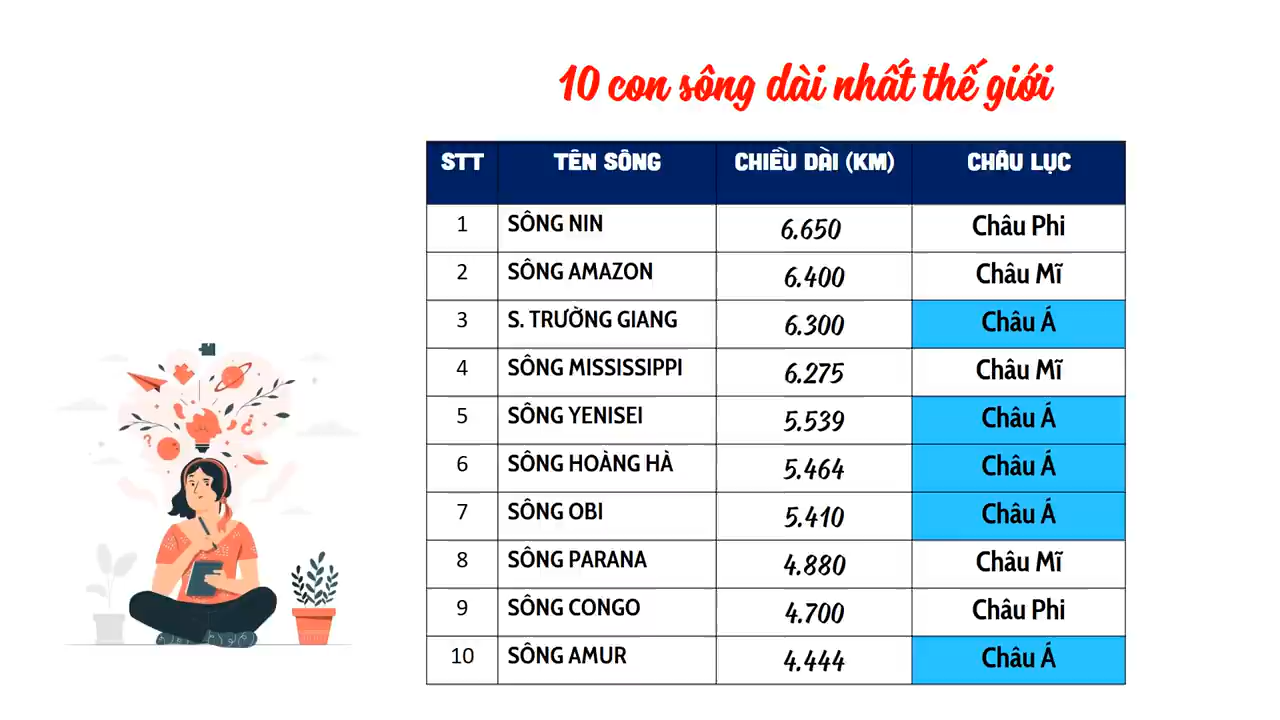 10 con sông dài nhất thế giới
STT TÊN SÔNG CHIỀU DÀI (KM) CHÂU LỤC
1 SÔNG NIN 6.650 Châu Phi
2 SÔNG AMAZON 6.400 Châu Mĩ
3 S. TRƯỜNG GIANG 6.300 Châu Á
4 SÔNG MISSISSIPPI 6.275 Châu Mĩ
5 SÔNG YENISEI 5.539 Châu Á
6 SÔNG HOÀNG HÀ 5.464 Châu Á
7 SÔNG OBI 5.410 Châu Á
8 SÔNG PARANA 4.880 Châu Mĩ
9 SÔNG CONGO 4.700 Châu Phi
10 SÔNG AMUR 4.444 Châu Á